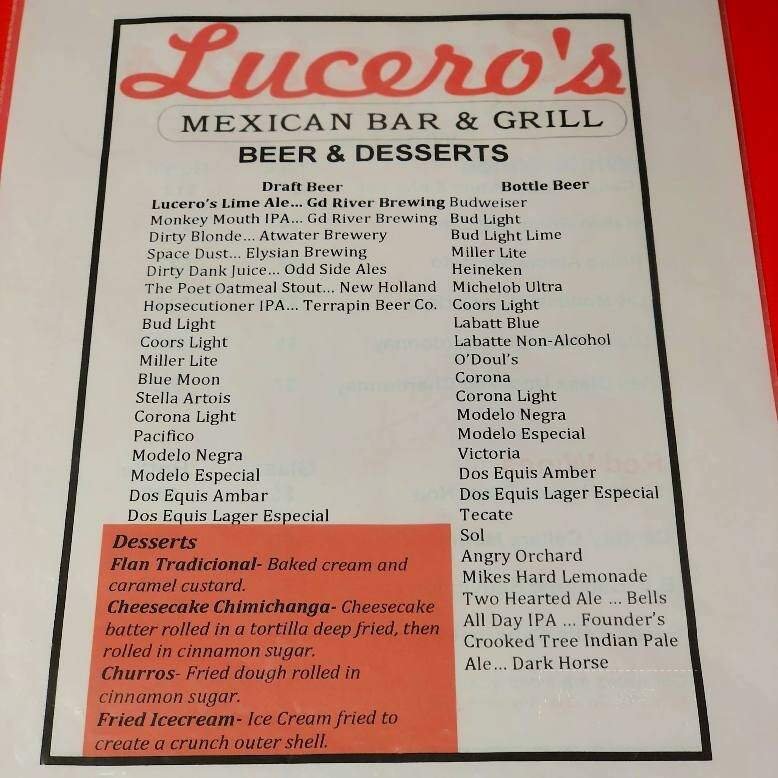 Lucero's
MEXICAN BAR & GRILL
BEER & DESSERTS
Draft Beer
Lucero's Lime Ale... Gd River Brewing
Monkey Mouth IPA... Gd River Brewing
Dirty Blonde... Atwater Brewery
Space Dust... Elysian Brewing
Dirty Dank Juice... Odd Side Ales
The Poet Oatmeal Stout... New Holland
Hopsecutioner IPA... Terrapin Beer Co.
Bud Light
Coors Light
Miller Lite
Blue Moon
Stella Artois
Corona Light
Pacifico
Modelo Negra
Modelo Especial
Dos Equis Ambar
Dos Equis Lager Especial
Bottle Beer
Budweiser
Bud Light
Bud Light Lime
Miller Lite
Heineken
Michelob Ultra
Coors Light
Labatt Blue
Labatte Non-Alcohol
O'Doul's
Corona
Corona Light
Modelo Negra
Modelo Especial
Victoria
Dos Equis Amber
Dos Equis Lager Especial
Tecate
Sol
Angry Orchard
Mikes Hard Lemonade
Two Hearted Ale ... Bells
All Day IPA ... Founder's
Crooked Tree Indian Pale
Ale... Dark Horse
Desserts
Flan Tradicional- Baked cream and
caramel custard.
Cheesecake Chimichanga- Cheesecake
batter rolled in a tortilla deep fried, then
rolled in cinnamon sugar.
Churros- Fried dough rolled in
cinnamon sugar.
Fried Icecream- Ice Cream fried to
create a crunch outer shell.